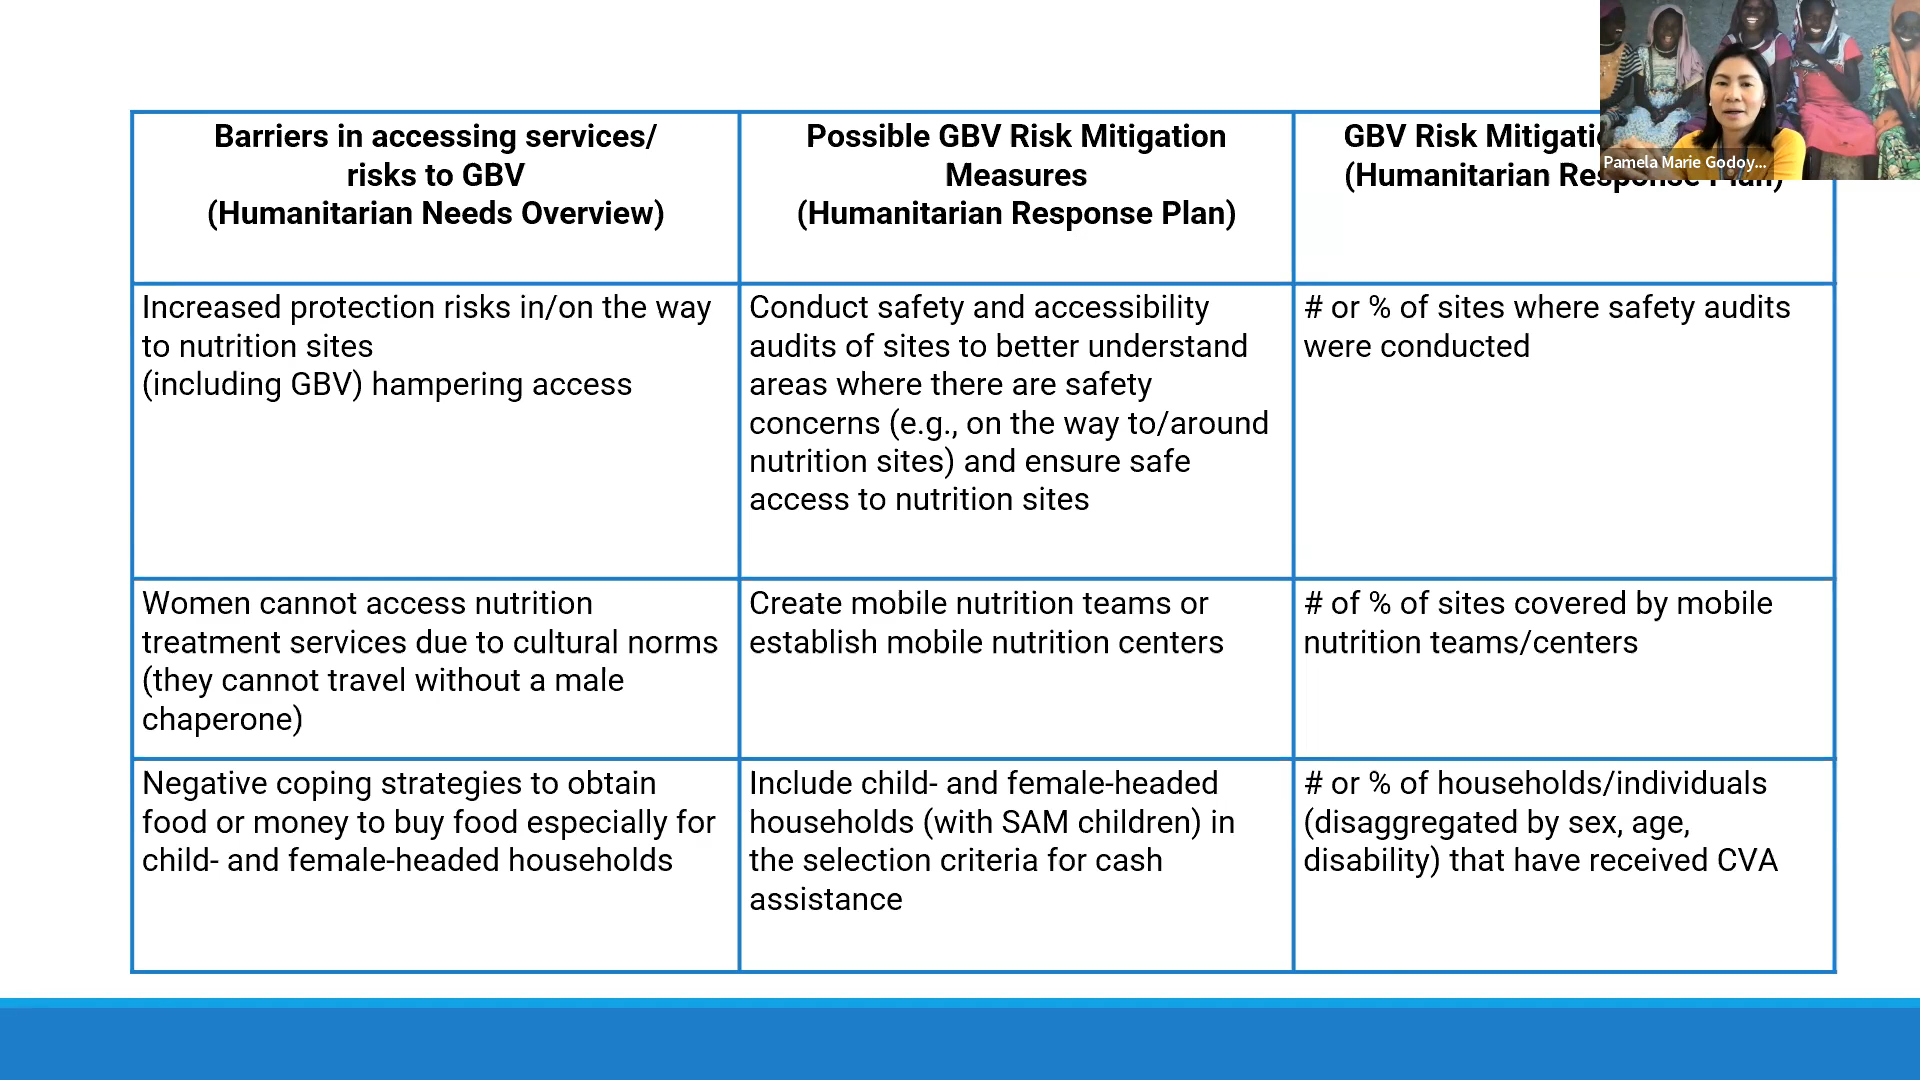 Barriers in accessing services/
risks to GBV
(Humanitarian Needs Overview)
Possible GBV Risk Mitigation
Measures
(Humanitarian Response Plan)
GBV Risk
(Humanitarian Response Plan)
Pamela Marie Godoy...
Increased protection risks in/on the way
to nutrition sites
(including GBV) hampering access
Conduct safety and accessibility
audits of sites to better understand
areas where there are safety
concerns (e.g., on the way to/around
nutrition sites) and ensure safe
access to nutrition sites
# or % of sites where safety audits
were conducted
Women cannot access nutrition
treatment services due to cultural norms
(they cannot travel without a male
chaperone)
Create mobile nutrition teams or
establish mobile nutrition centers
# of % of sites covered by mobile
nutrition teams/centers
Negative coping strategies to obtain
food or money to buy food especially for
child- and female-headed households
Include child- and female-headed
households (with SAM children) in
the selection criteria for cash
assistance
# or % of households/individuals
(disaggregated by sex, age,
disability) that have received CVA